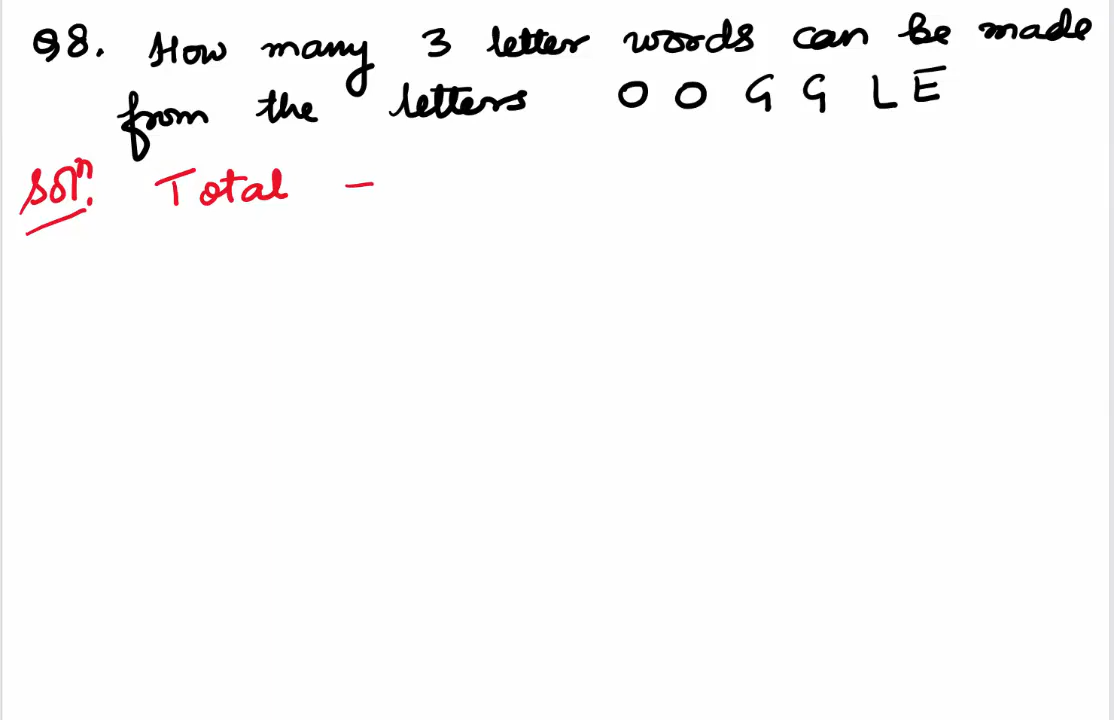 Q8. How many 3 letter words can be made
from the letters O O G G L E
Solⁿ. Total -